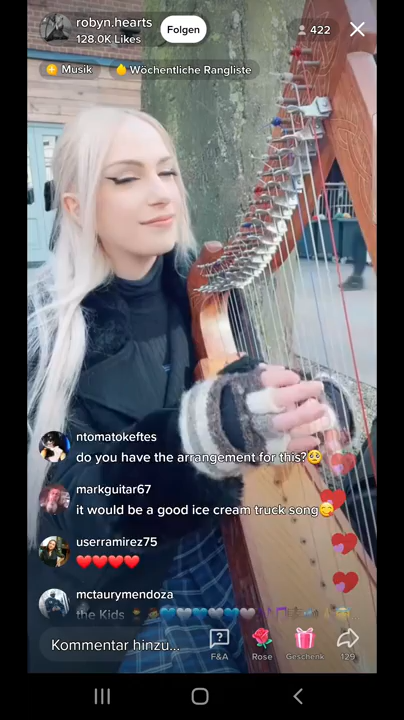 robyn.hearts
128.0K Likes
Folgen
422
Musik
Wöchentliche Rangliste
ntomatokeftes
do you have the arrangement for this?🥺
markguitar67
it would be a good ice cream truck song😋
userramirez75
❤️❤️❤️❤️
mctaurymendoza
the Kids
Kommentar hinzu...
F&A
Rose
Geschenk
129